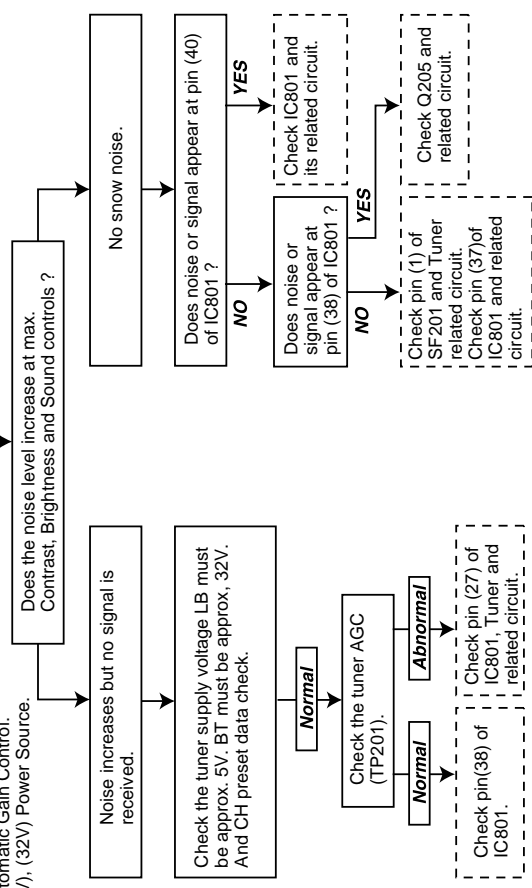 tomatic Gain Control.
), (32V) Power Source.
Does the noise level increase at max.
Contrast, Brightness and Sound controls ?
Noise increases but no signal is
received.
Check the tuner supply voltage LB must
be approx. 5V. BT must be approx, 32V.
And CH preset data check.
Normal
Check the tuner AGC
(TP201).
Normal
Abnormal
Check pin(38) of
IC801.
Check pin (27) of
IC801, Tuner and
related circuit.
No snow noise.
Does noise or signal appear at pin (40)
of IC801 ?
NO
YES
Does noise or
signal appear at
pin (38) of IC801 ?
Check IC801 and
its related circuit.
NO
YES
Check pin (1) of
SF201 and Tuner
related circuit.
Check pin (37)of
IC801 and related
circuit.
Check Q205 and
related circuit.